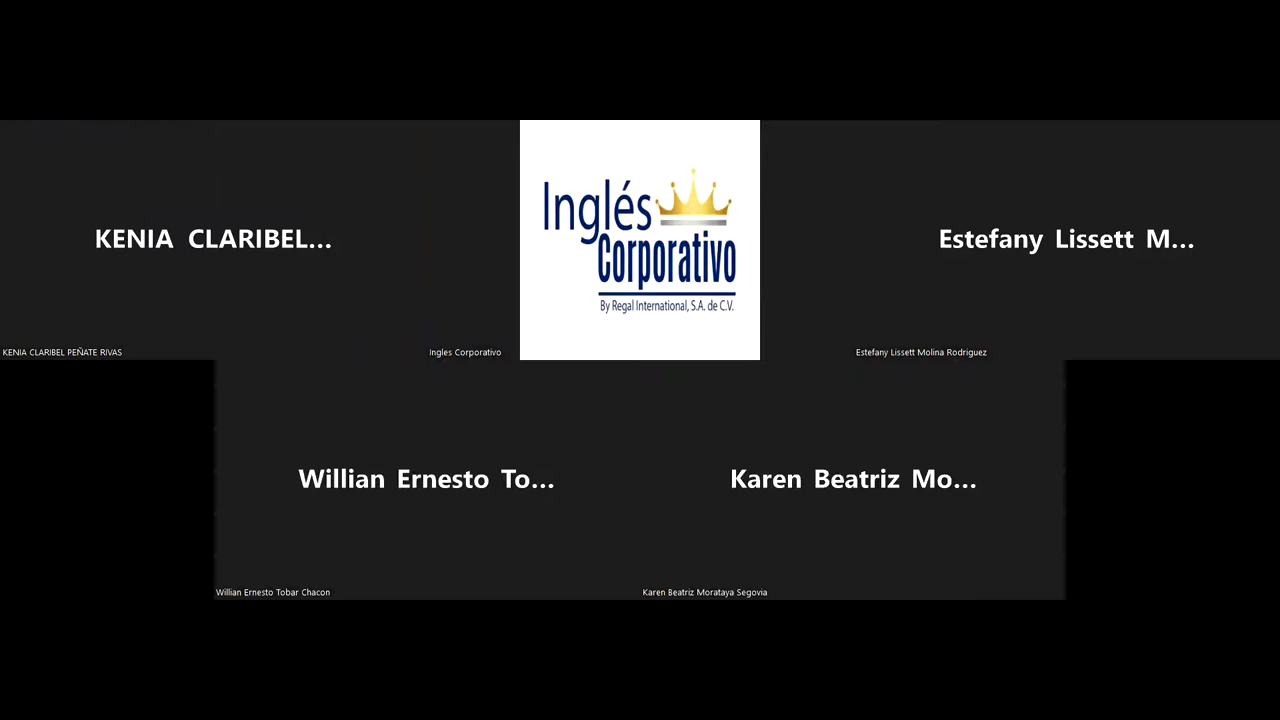 KENIA CLARIBEL...
Inglés
Corporativo
By Regal International, S.A. de C.V.
Estefany Lissett M...
KENIA CLARIBEL PEÑATE RIVAS
Ingles Corporativo
Estefany Lissett Molina Rodriguez
Willian Ernesto To...
Karen Beatriz Mo...
Willian Ernesto Tobar Chacon
Karen Beatriz Morataya Segovia